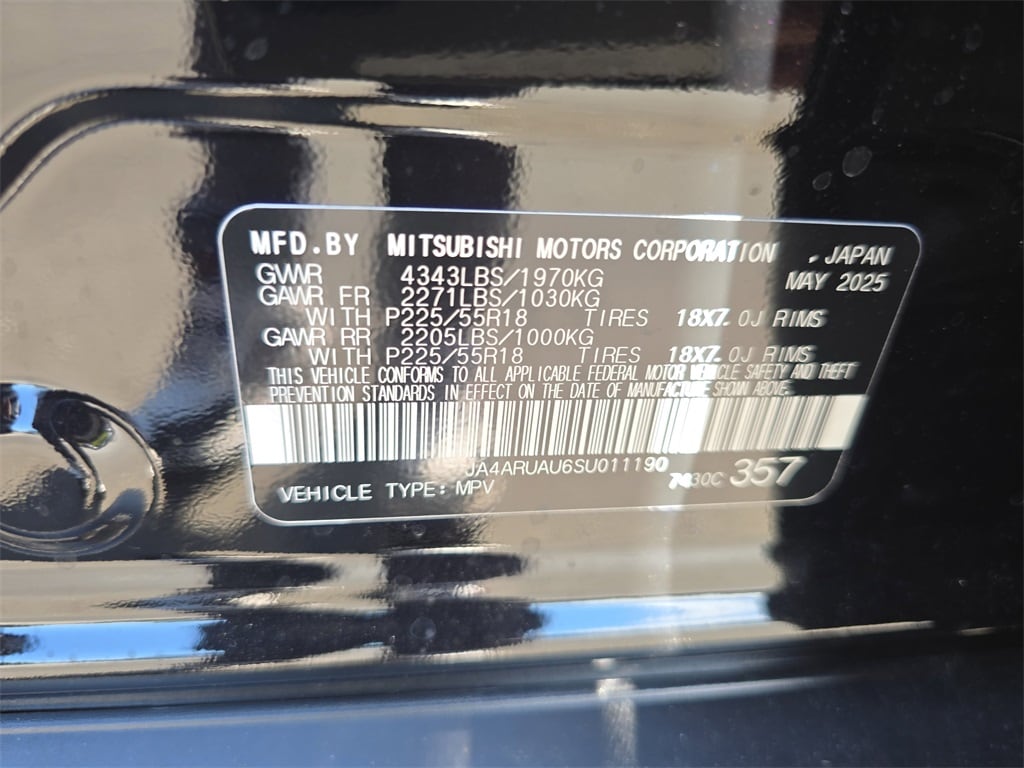 MFD.BY MITSUBISHI MOTORS CORPORATION , JAPAN
GWWR 4343LBS/1970KG MAY 2025
GAWR FR 2271LBS/1030KG
WITH P225/55R18 TIRES 18X7.0J RIMS
GAWR RR 2205LBS/1000KG
WITH P225/55R18 TIRES 18X7.0J RIMS
THIS VEHICLE CONFORMS TO ALL APPLICABLE FEDERAL MOTOR VEHICLE SAFETY AND THEFT
PREVENTION STANDARDS IN EFFECT ON THE DATE OF MANUFACTURE SHOWN ABOVE.
JA4ARUAU6SU011190
VEHICLE TYPE: MPV 357